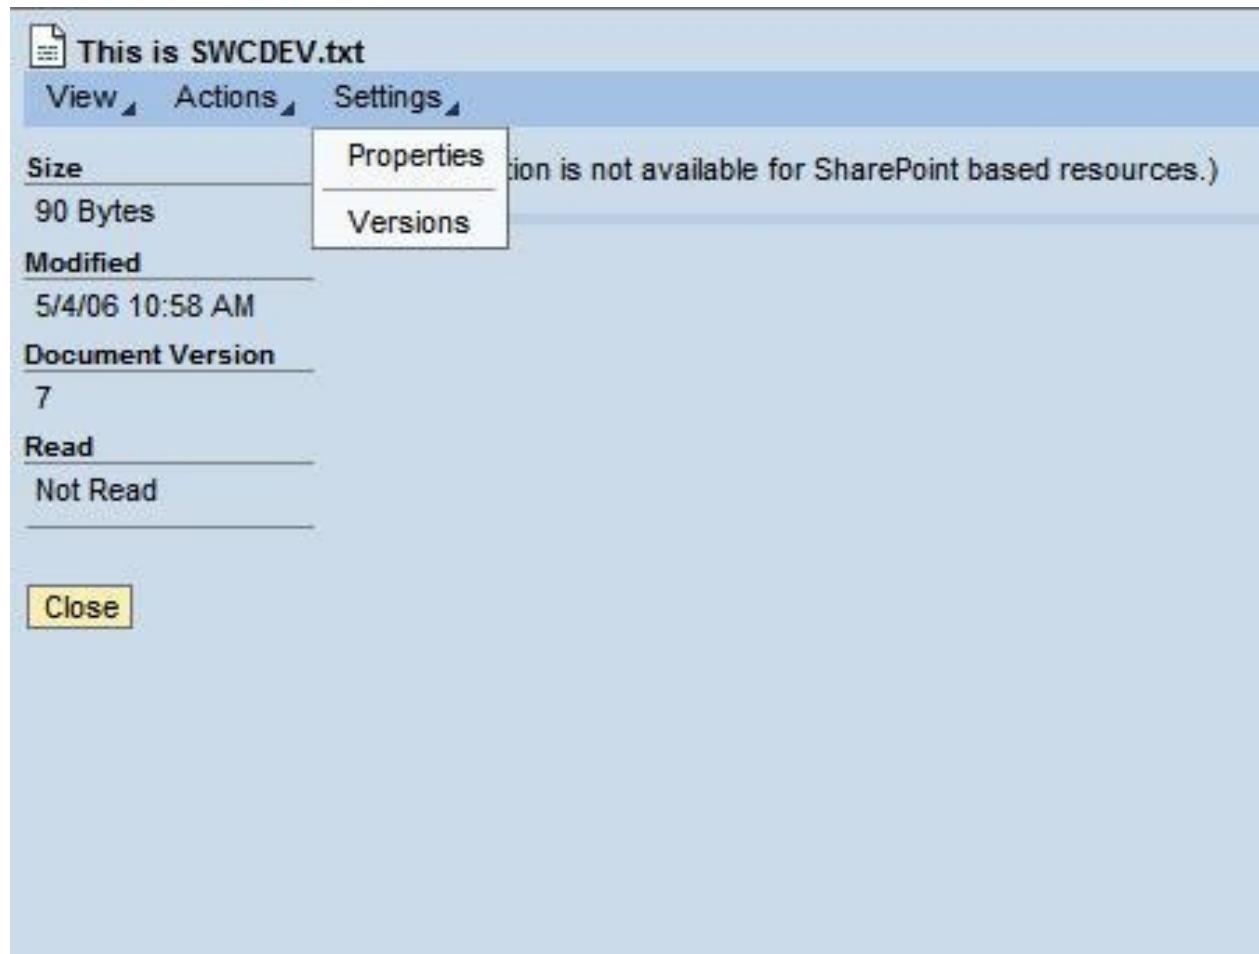 This is SWCDEV.txt
View Actions Settings
Properties
Versions
Size
is not available for SharePoint based resources.)
90 Bytes
Modified
5/4/06 10:58 AM
Document Version
7
Read
Not Read
Close